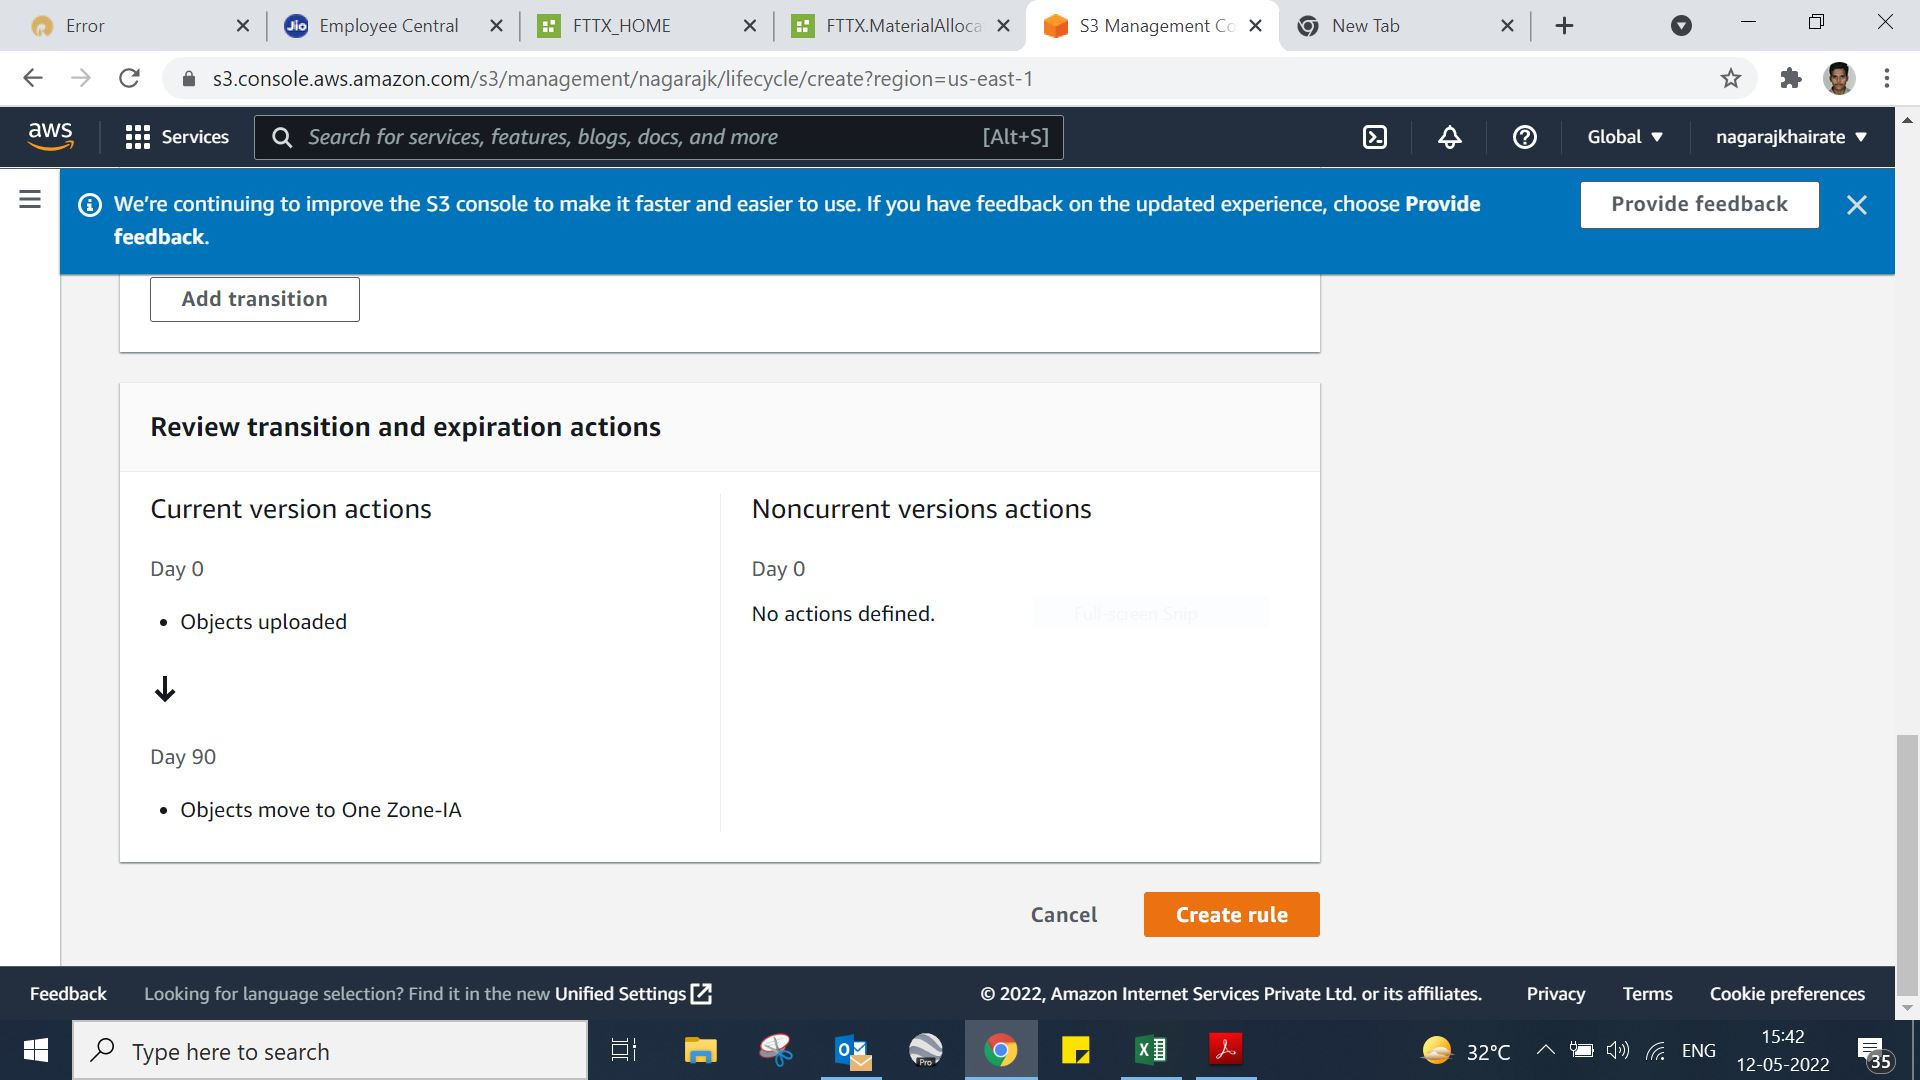 Error
Employee Central
FTTX_HOME
FTTX.MaterialAlloca
S3 Management Co
New Tab
s3.console.aws.amazon.com/s3/management/nagarajk/lifecycle/create?region=us-east-1
aws
Services
Search for services, features, blogs, docs, and more
[Alt+S]
Global
nagarajkhairate
We're continuing to improve the S3 console to make it faster and easier to use. If you have feedback on the updated experience, choose Provide
feedback.
Provide feedback
Add transition
Review transition and expiration actions
Current version actions
Day 0
• Objects uploaded
Day 90
• Objects move to One Zone-IA
Noncurrent versions actions
Day 0
No actions defined.
Full-screen Snip
Cancel
Create rule
Feedback
Looking for language selection? Find it in the new Unified Settings
© 2022, Amazon Internet Services Private Ltd. or its affiliates.
Privacy
Terms
Cookie preferences
Type here to search
32°C
ENG
15:42
12-05-2022
35
Jio
Pro